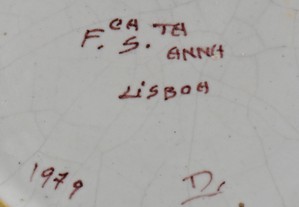 F.CA S.TA ANNA
LISBOA
1979 D.